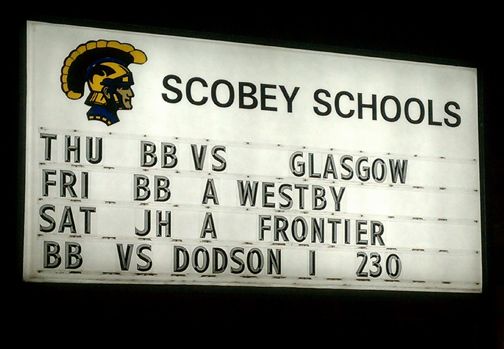 SCOBEY SCHOOLS
THU BB VS GLASGOW
FRI BB A WESTBY
SAT JH A FRONTIER
BB VS DODSON I 230